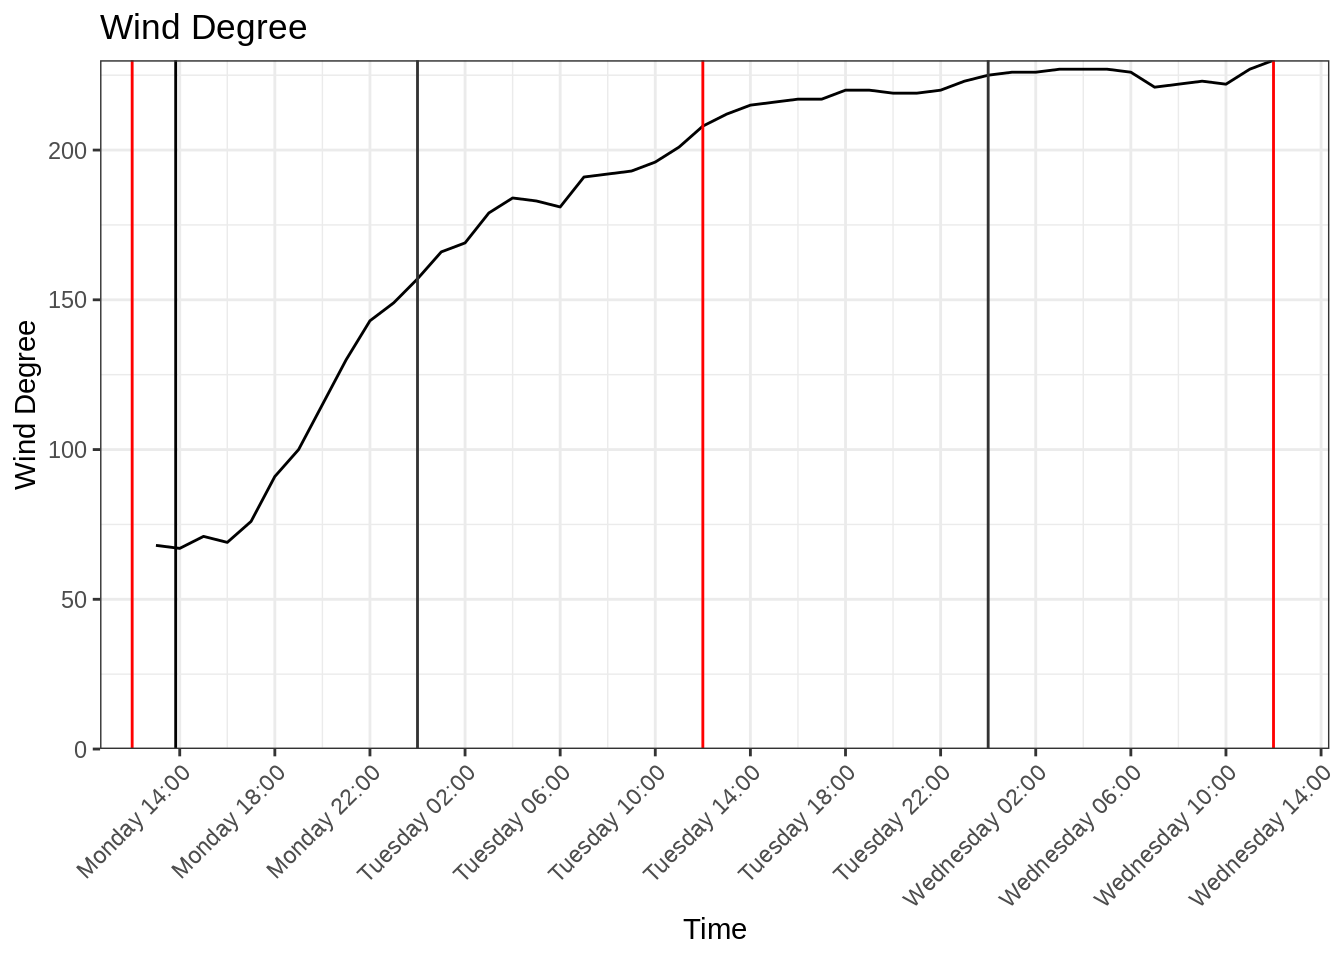 Wind Degree
Wind Degree
200
150
100
50
0
Monday 14:00
Monday 18:00
Monday 22:00
Tuesday 02:00
Tuesday 06:00
Tuesday 10:00
Tuesday 14:00
Tuesday 18:00
Tuesday 22:00
Wednesday 02:00
Wednesday 06:00
Wednesday 10:00
Wednesday 14:00
Time